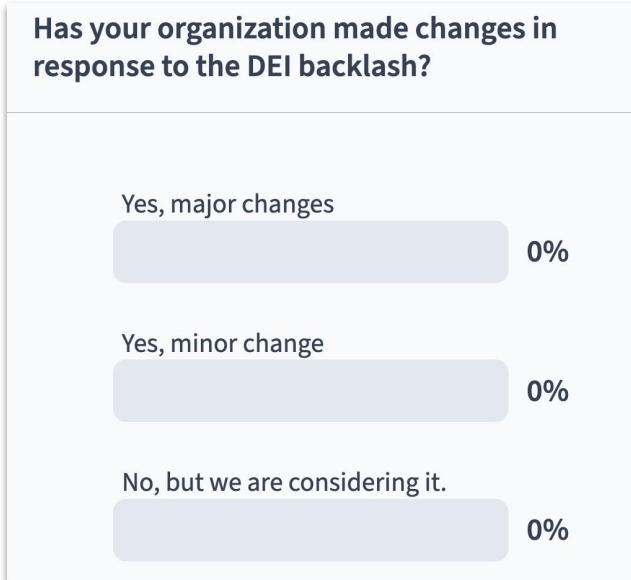 Has your organization made changes in
response to the DEI backlash?
Yes, major changes
0%
Yes, minor change
0%
No, but we are considering it.
0%